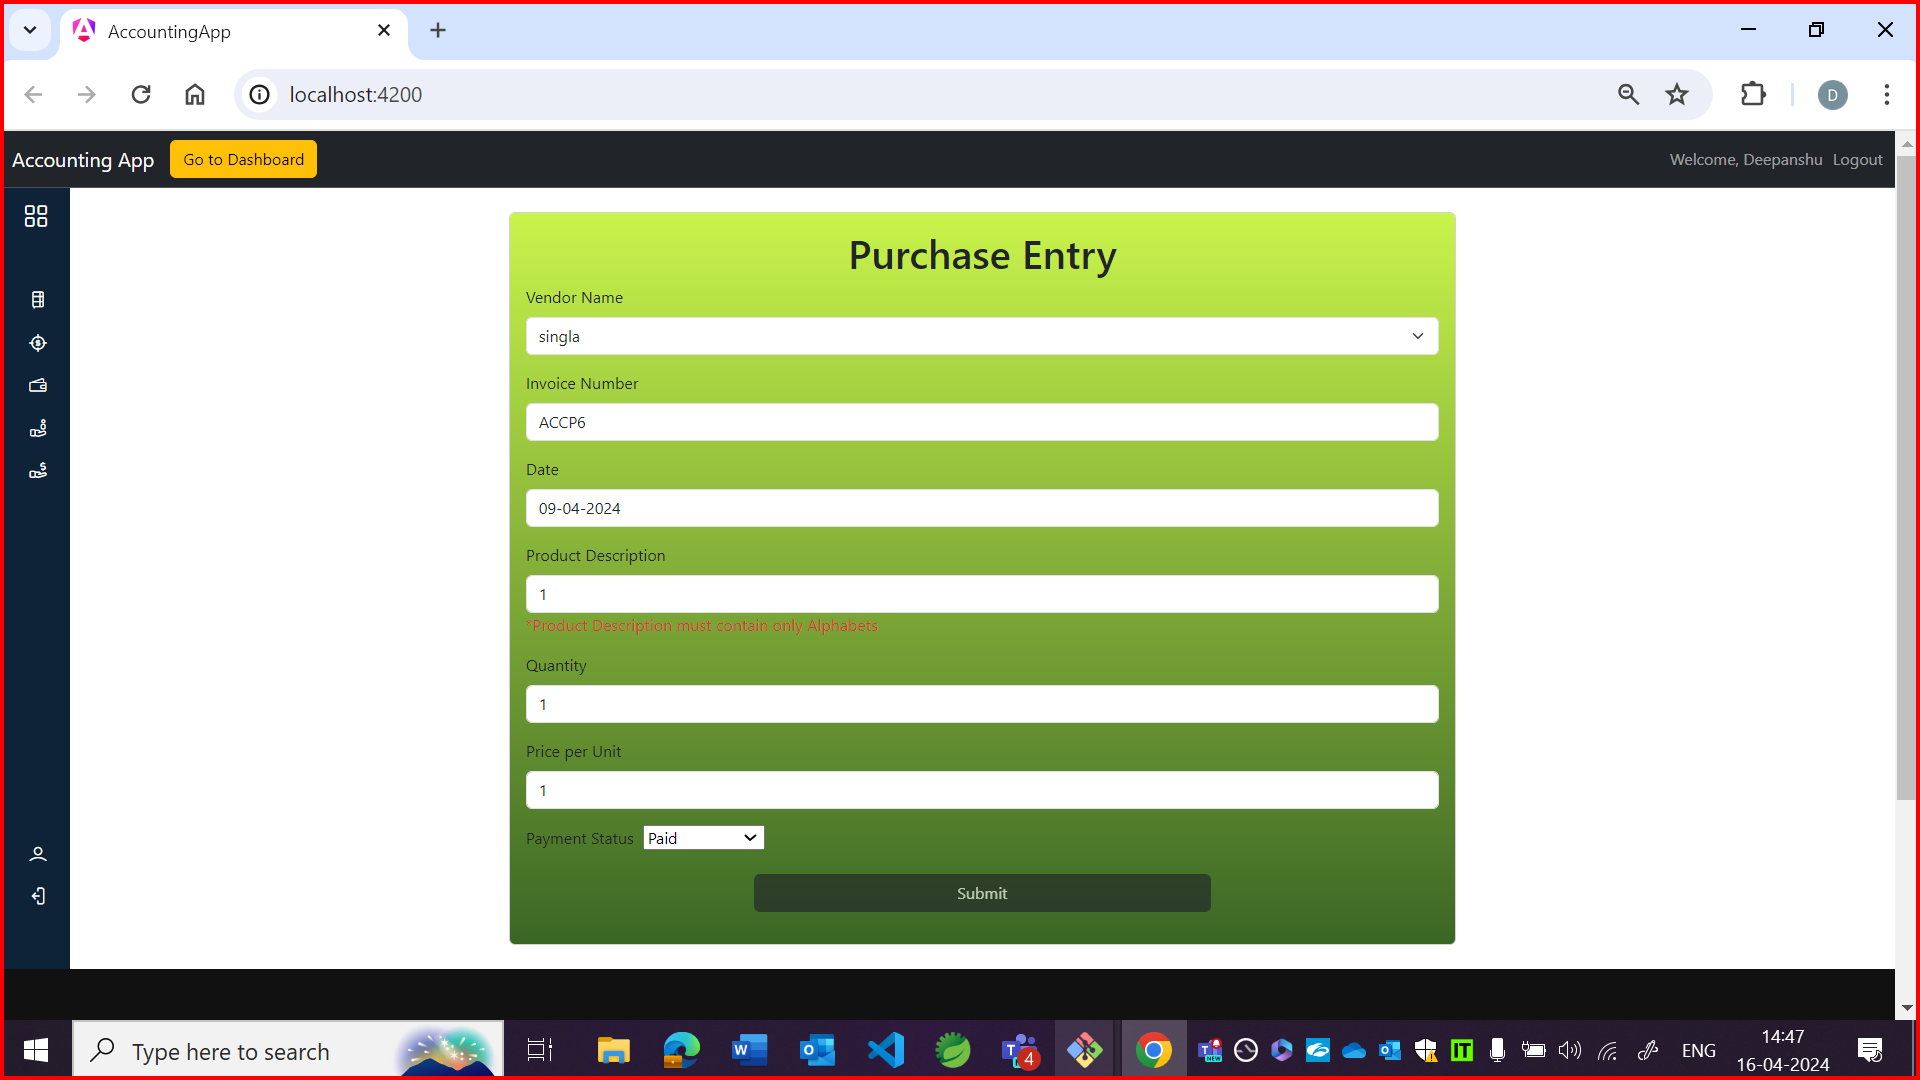 AccountingApp
localhost:4200
D
Accounting App
Go to Dashboard
Welcome, Deepanshu
Logout
Purchase Entry
Vendor Name
singla
Invoice Number
ACCP6
Date
09-04-2024
Product Description
1
*Product Description must contain only Alphabets
Quantity
1
Price per Unit
1
Payment Status
Paid
Submit
Type here to search
4
IT
ENG
14:47
16-04-2024